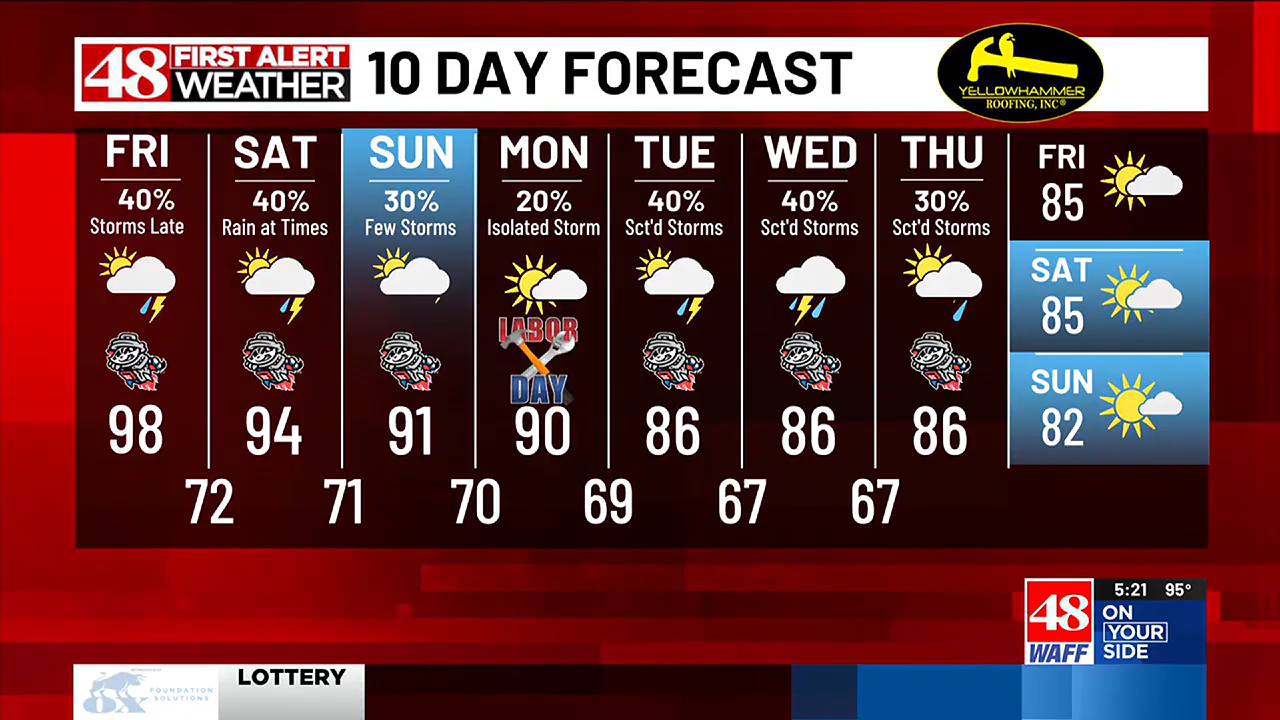 48 FIRST ALERT WEATHER
10 DAY FORECAST
YELLOWHAMMER
ROOFING, INC®
FRI
40%
Storms Late
98
SAT
40%
Rain at Times
94
SUN
30%
Few Storms
91
MON
20%
Isolated Storm
LABOR
DAY
90
TUE
40%
Sct'd Storms
86
WED
40%
Sct'd Storms
86
THU
30%
Sct'd Storms
86
FRI
85
SAT
85
SUN
82
72
71
70
69
67
67
5:21 95°
48
WAFF
ON
YOUR
SIDE
OX
FOUNDATION
SOLUTIONS
LOTTERY